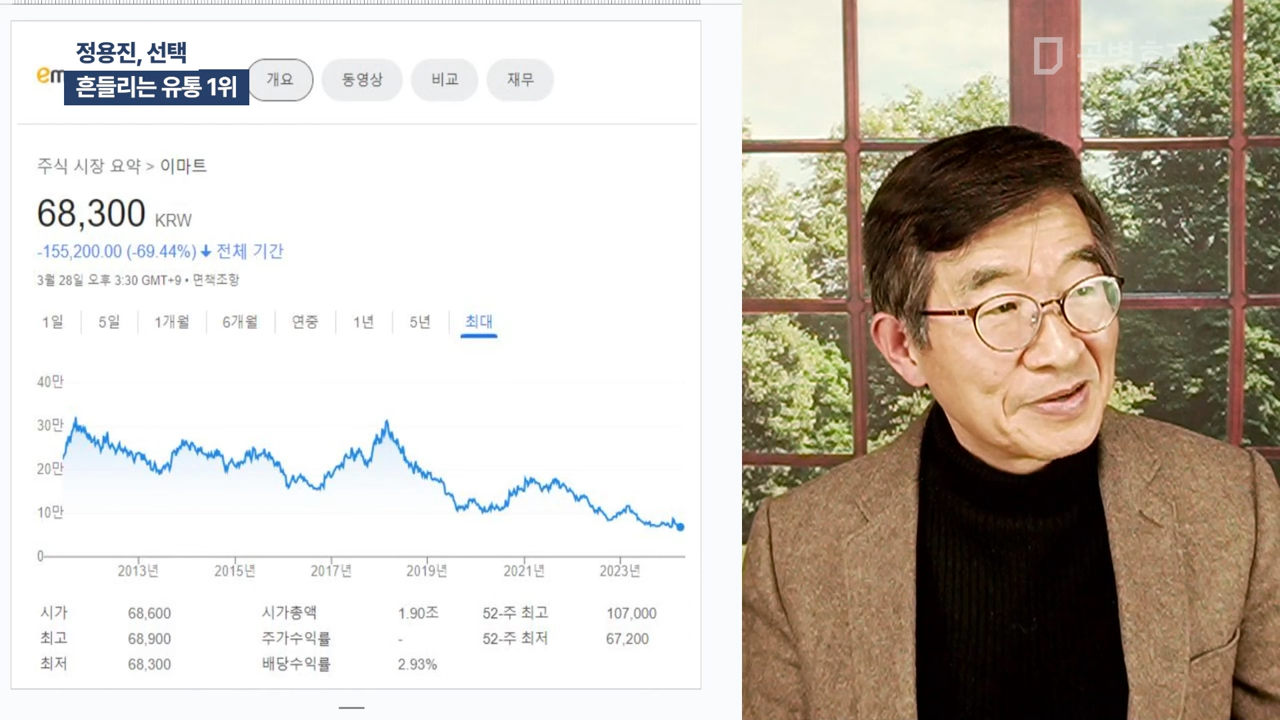 정용진, 선택
em
흔들리는 유통 1위
개요
동영상
비교
재무
주식 시장 요약 > 이마트
68,300 KRW
-155,200.00 (-69.44%) 🡓 전체 기간
3월 28일 오후 3:30 GMT+9 • 면책조항
1일
5일
1개월
6개월
연중
1년
5년
최대
40만
30만
20만
10만
0
2013년
2015년
2017년
2019년
2021년
2023년
시가 68,600 시가총액 1.90조 52-주 최고 107,000
최고 68,900 주가수익률 - 52-주 최저 67,200
최저 68,300 배당수익률 2.93%